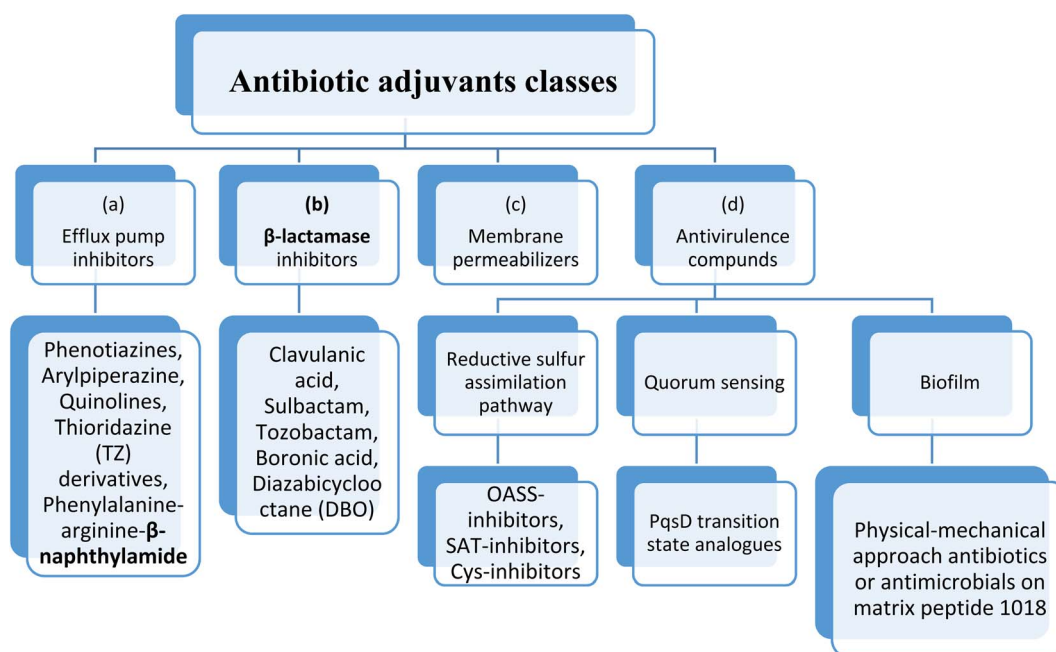 Antibiotic adjuvants classes
(a)
Efflux pump
inhibitors
(b)
β-lactamase
inhibitors
(c)
Membrane
permeabilizers
(d)
Antivirulence
compunds
Phenotiazines,
Arylpiperazine,
Quinolines,
Thioridazine
(TZ)
derivatives,
Phenylalanine-
arginine-β-
naphthylamide
Clavulanic
acid,
Sulbactam,
Tozobactam,
Boronic acid,
Diazabicycloo
ctane (DBO)
Reductive sulfur
assimilation
pathway
Quorum sensing
Biofilm
OASS-
inhibitors,
SAT-inhibitors,
Cys-inhibitors
PqsD transition
state analogues
Physical-mechanical
approach antibiotics
or antimicrobials on
matrix peptide 1018